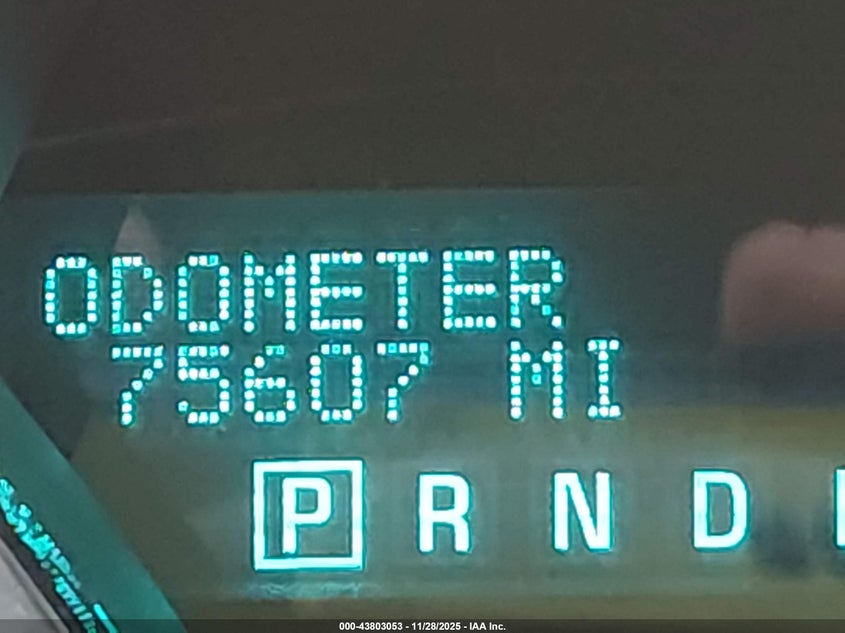 ODOMETER
75607 MI
P R N D
000-43803053 - 11/28/2025 - IAA Inc.